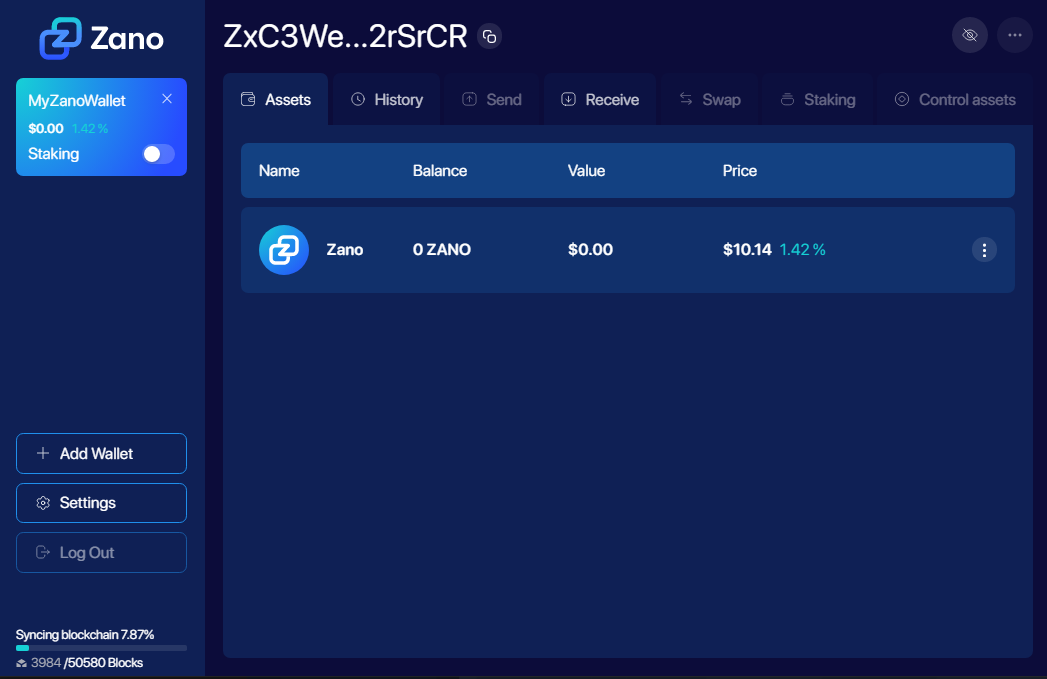 Zano
MyZanoWallet
$0.00 1.42 %
Staking
Add Wallet
Settings
Log Out
Syncing blockchain 7.87%
3984 /50580 Blocks
ZxC3We...2rSrCR
Assets History Send Receive Swap Staking Control assets
Name Balance Value Price
Zano 0 ZANO $0.00 $10.14 1.42 %